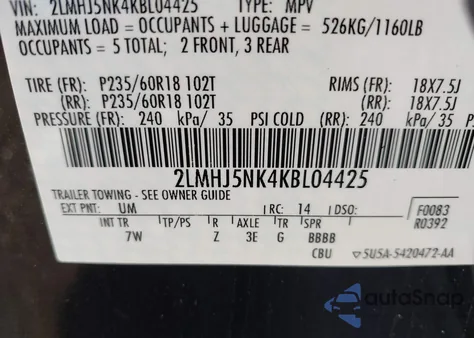 VIN: 2LMHJ5NK4KBL04425 TYPE: MPV
MAXIMUM LOAD = OCCUPANTS + LUGGAGE = 526KG/1160LB
OCCUPANTS = 5 TOTAL; 2 FRONT, 3 REAR
TIRE (FR): P235/60R18 102T RIMS (FR): 18X7.5J
(RR): P235/60R18 102T (RR): 18X7.5J
PRESSURE (FR): 240 kPa/ 35 PSI COLD (RR): 240 kPa/ 35
2LMHJ5NK4KBL04425
TRAILER TOWING - SEE OWNER GUIDE
EXT PNT: UM RC: 14 DSO: F0083
R0392
INT TR TP/PS R AXLE TR SPR
7W Z 3E G BBBB
CBU ▽5U5A-5420472-AA
autoSnap